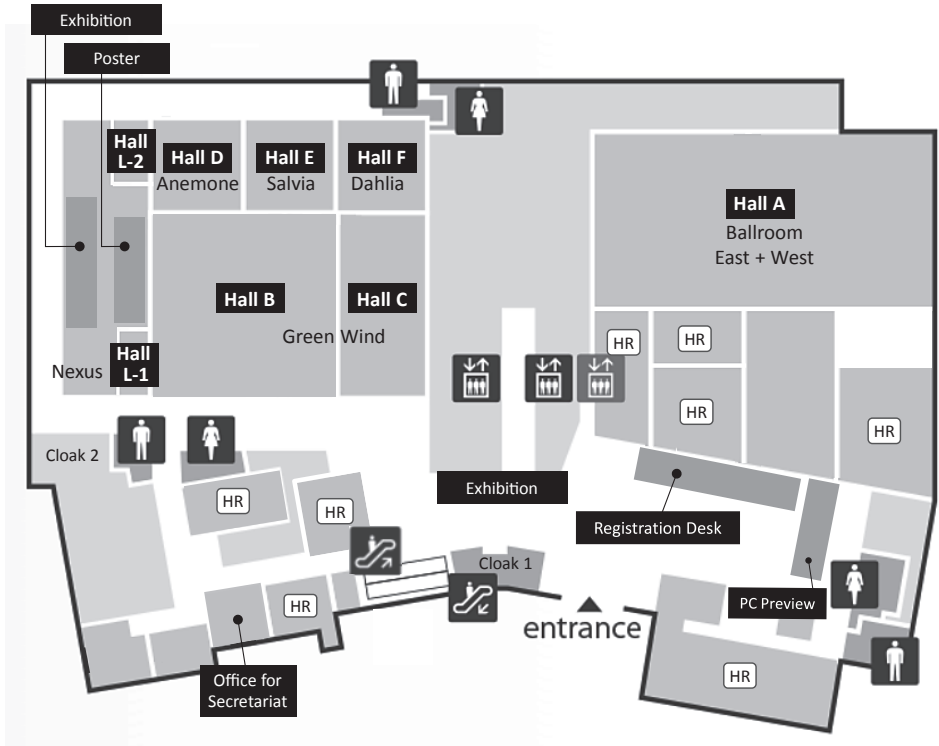 Exhibition
Poster
Hall
L-2
Hall D
Anemone
Hall E
Salvia
Hall F
Dahlia
Hall A
Ballroom
East + West
Hall B
Hall C
Green Wind
Nexus
Hall
L-1
HR
HR
HR
HR
Cloak 2
HR
HR
Exhibition
Registration Desk
Cloak 1
PC Preview
HR
entrance
Office for
Secretariat
HR